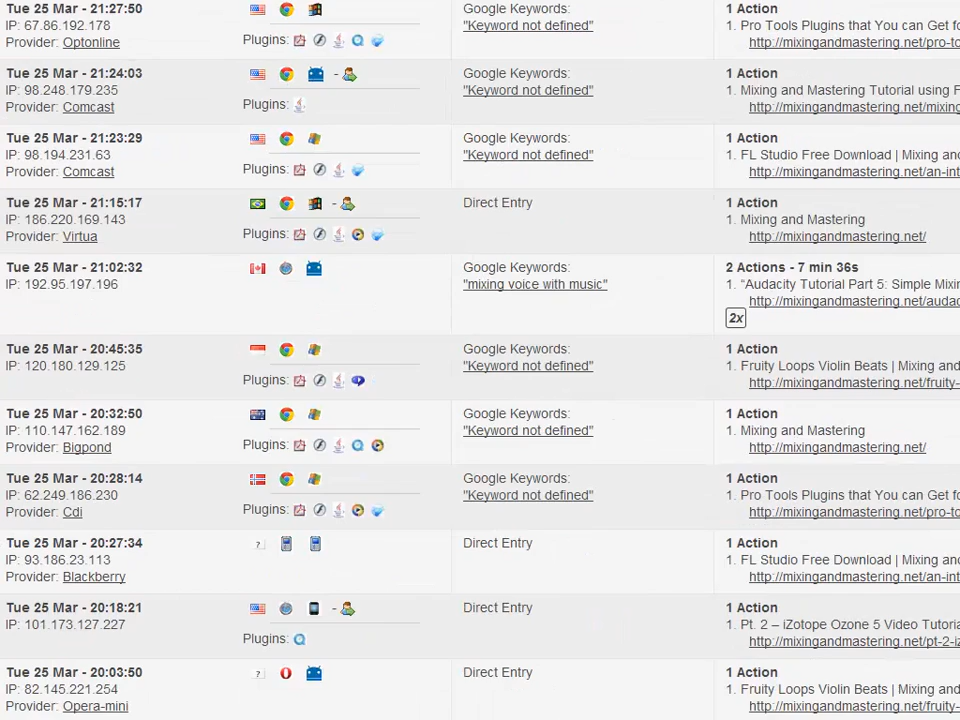 Tue 25 Mar - 21:27:50
IP: 67.86.192.178
Provider: Optonline
Plugins:
Google Keywords:
"Keyword not defined"
1. Pro Tools Plugins that You can Get fo
http://mixingandmastering.net/pro-to
Tue 25 Mar - 21:24:03
IP: 98.248.179.235
Provider: Comcast
-
Plugins:
Google Keywords:
"Keyword not defined"
1 Action
1. Mixing and Mastering Tutorial using F
http://mixingandmastering.net/mixing
Tue 25 Mar - 21:23:29
IP: 98.194.231.63
Provider: Comcast
Plugins:
Google Keywords:
"Keyword not defined"
1 Action
1. FL Studio Free Download | Mixing and
http://mixingandmastering.net/an-int
Tue 25 Mar - 21:15:17
IP: 186.220.169.143
Provider: Virtua
-
Plugins:
Direct Entry
1 Action
1. Mixing and Mastering
http://mixingandmastering.net/
Tue 25 Mar - 21:02:32
IP: 192.95.197.196
Google Keywords:
"mixing voice with music"
2 Actions - 7 min 36s
1. “Audacity Tutorial Part 5: Simple Mixin
http://mixingandmastering.net/audac
2x
Tue 25 Mar - 20:45:35
IP: 120.180.129.125
Plugins:
Google Keywords:
"Keyword not defined"
1 Action
1. Fruity Loops Violin Beats | Mixing and
http://mixingandmastering.net/fruity-
Tue 25 Mar - 20:32:50
IP: 110.147.162.189
Provider: Bigpond
Plugins:
Google Keywords:
"Keyword not defined"
1 Action
1. Mixing and Mastering
http://mixingandmastering.net/
Tue 25 Mar - 20:28:14
IP: 62.249.186.230
Provider: Cdi
Plugins:
Google Keywords:
"Keyword not defined"
1 Action
1. Pro Tools Plugins that You can Get fo
http://mixingandmastering.net/pro-to
Tue 25 Mar - 20:27:34
IP: 93.186.23.113
Provider: Blackberry
?
Direct Entry
1 Action
1. FL Studio Free Download | Mixing and
http://mixingandmastering.net/an-int
Tue 25 Mar - 20:18:21
IP: 101.173.127.227
-
Plugins:
Direct Entry
1 Action
1. Pt. 2 – iZotope Ozone 5 Video Tutoria
http://mixingandmastering.net/pt-2-iz
Tue 25 Mar - 20:03:50
IP: 82.145.221.254
Provider: Opera-mini
?
Direct Entry
1 Action
1. Fruity Loops Violin Beats | Mixing and
http://mixingandmastering.net/fruity-